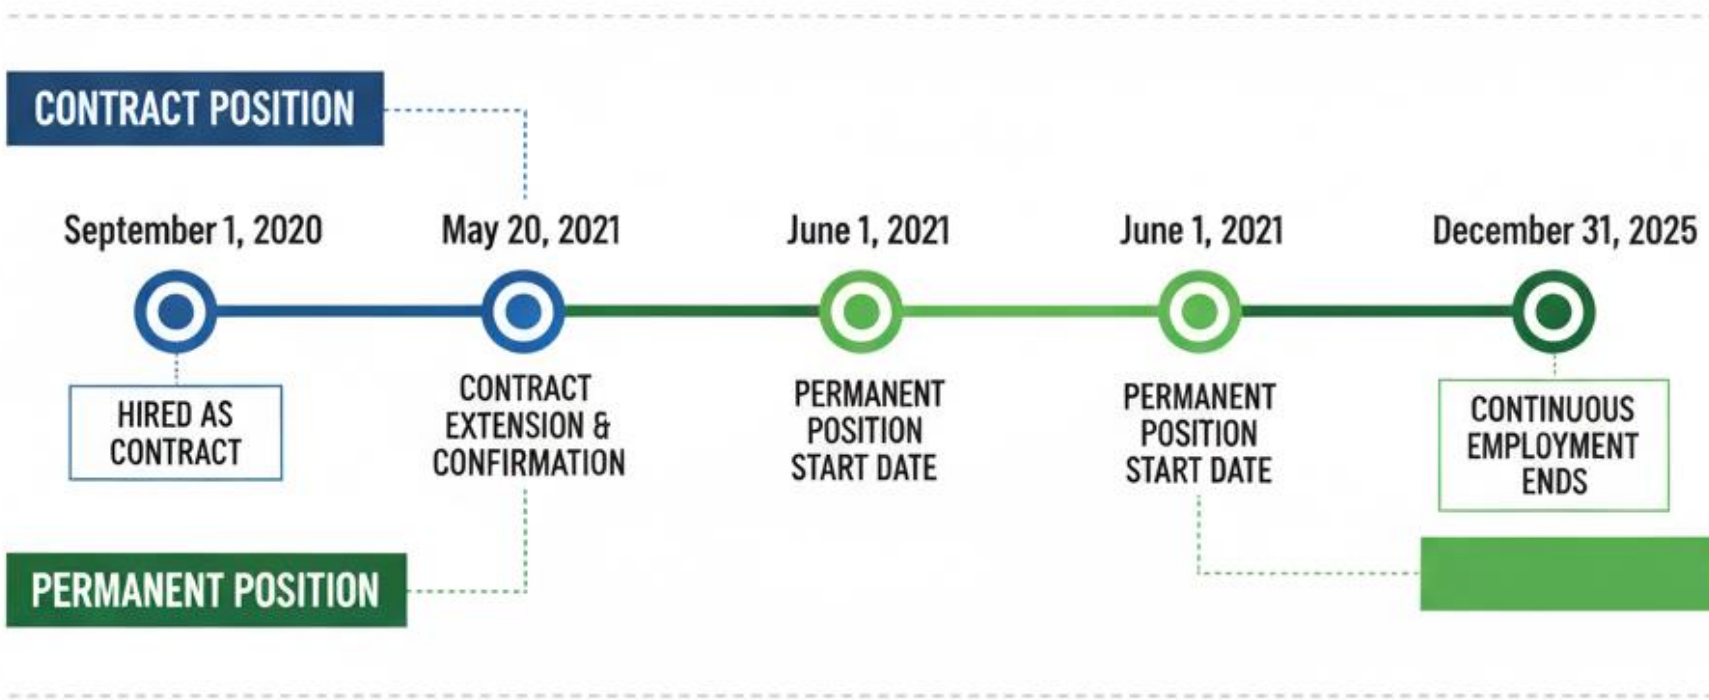 CONTRACT POSITION
September 1, 2020
May 20, 2021
June 1, 2021
June 1, 2021
December 31, 2025
HIRED AS
CONTRACT
CONTRACT
EXTENSION &
CONFIRMATION
PERMANENT
POSITION
START DATE
PERMANENT
POSITION
START DATE
CONTINUOUS
EMPLOYMENT
ENDS
PERMANENT POSITION